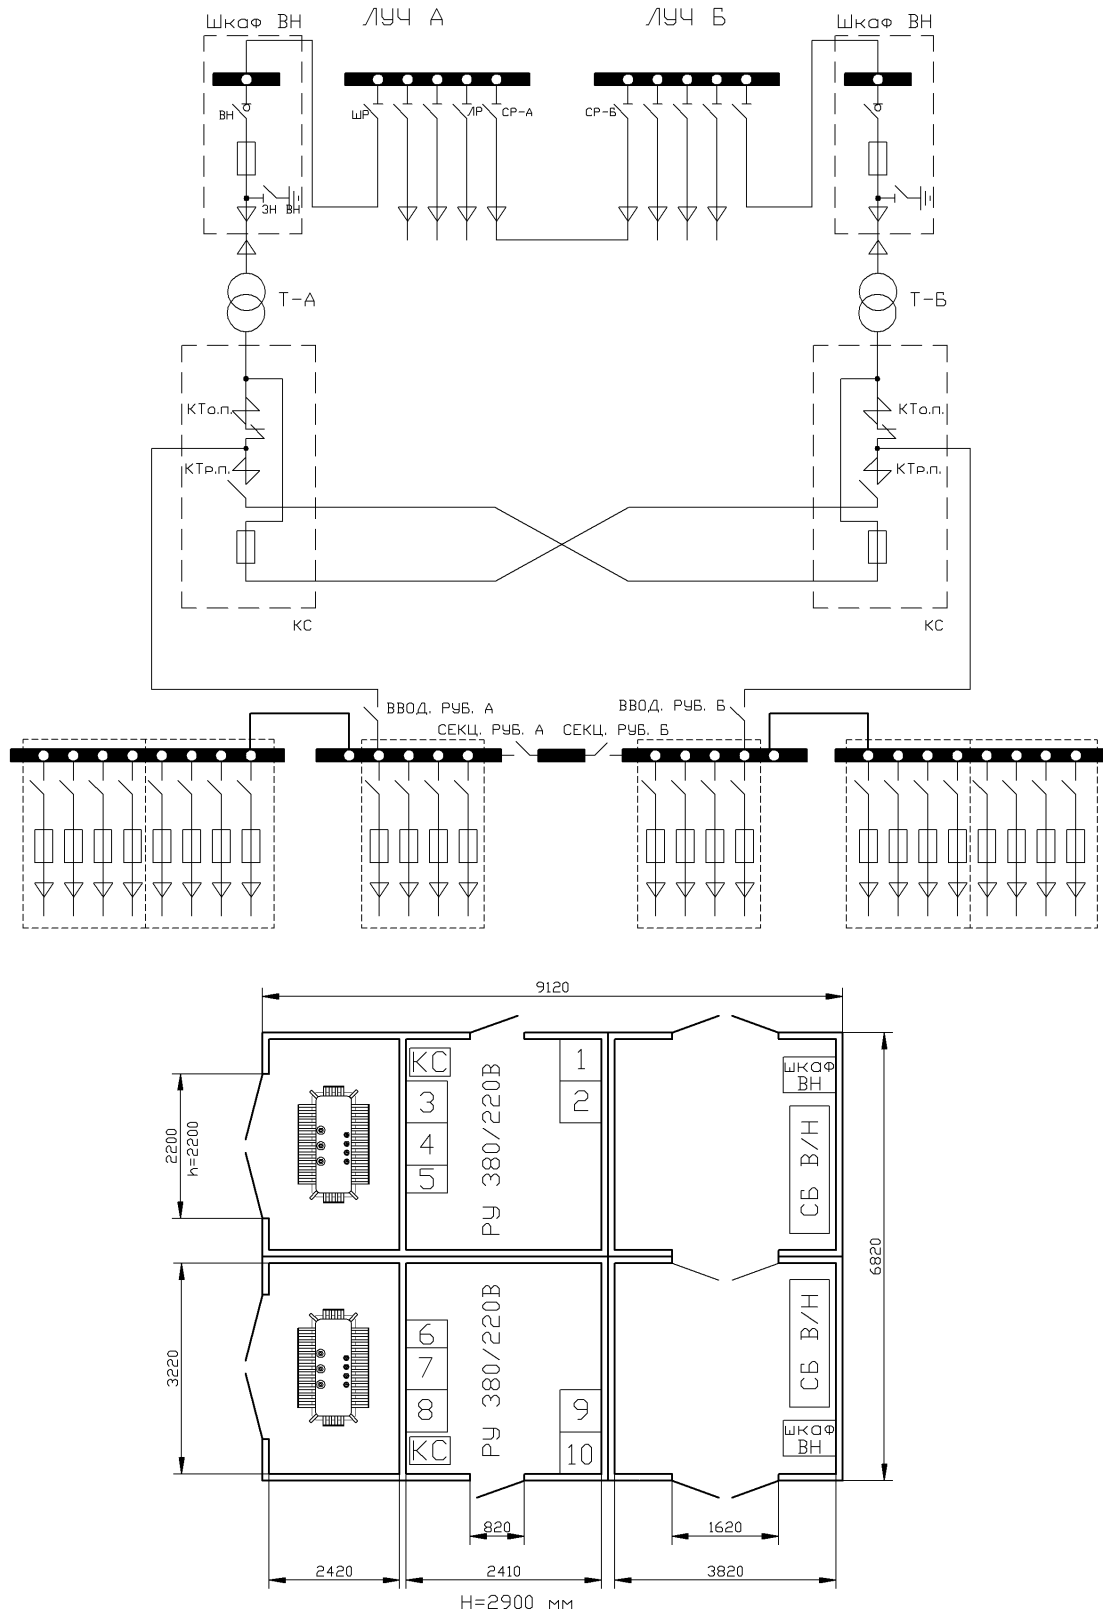 Шкаф ВН
ЛУЧ А
ЛУЧ Б
Шкаф ВН
ВН
ШР
ЛР
СР-А
СР-Б
ЗН ВН
Т-А
Т-Б
КТо.п.
КТо.п.
КТр.п.
КТр.п.
КС
КС
ВВОД. РУБ. А
ВВОД. РУБ. Б
СЕКЦ. РУБ. А
СЕКЦ. РУБ. Б
9120
КС
1
шкаф
ВН
3
2
4
5
РУ 380/220В
СБ В/Н
2200
h=2200
6820
6
7
8
КС
РУ 380/220В
9
10
СБ В/Н
шкаф
ВН
3220
820
1620
2420
2410
3820
H=2900 мм